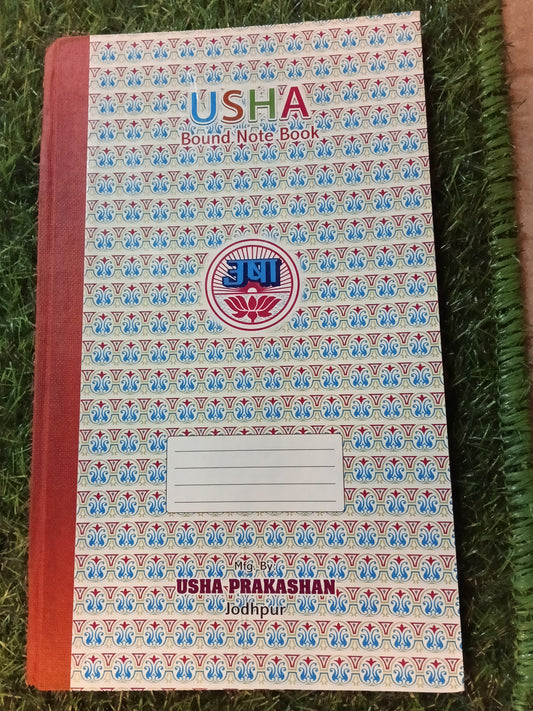 USHA
Bound Note Book
उषा
Mfg. By:
USHA PRAKASHAN
Jodhpur